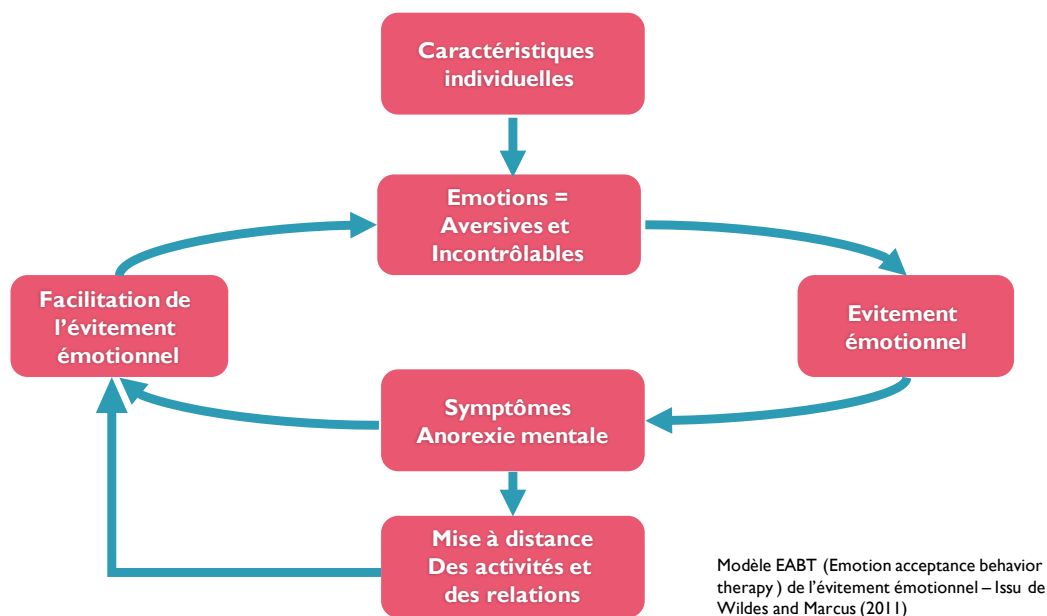 Caractéristiques
individuelles
Emotions =
Aversives et
Incontrôlables
Facilitation de
l'évitement
émotionnel
Evitement
émotionnel
Symptômes
Anorexie mentale
Mise à distance
Des activités et
des relations
Modèle EABT (Emotion acceptance behavior
therapy ) de l'évitement émotionnel – Issu de
Wildes and Marcus (2011)